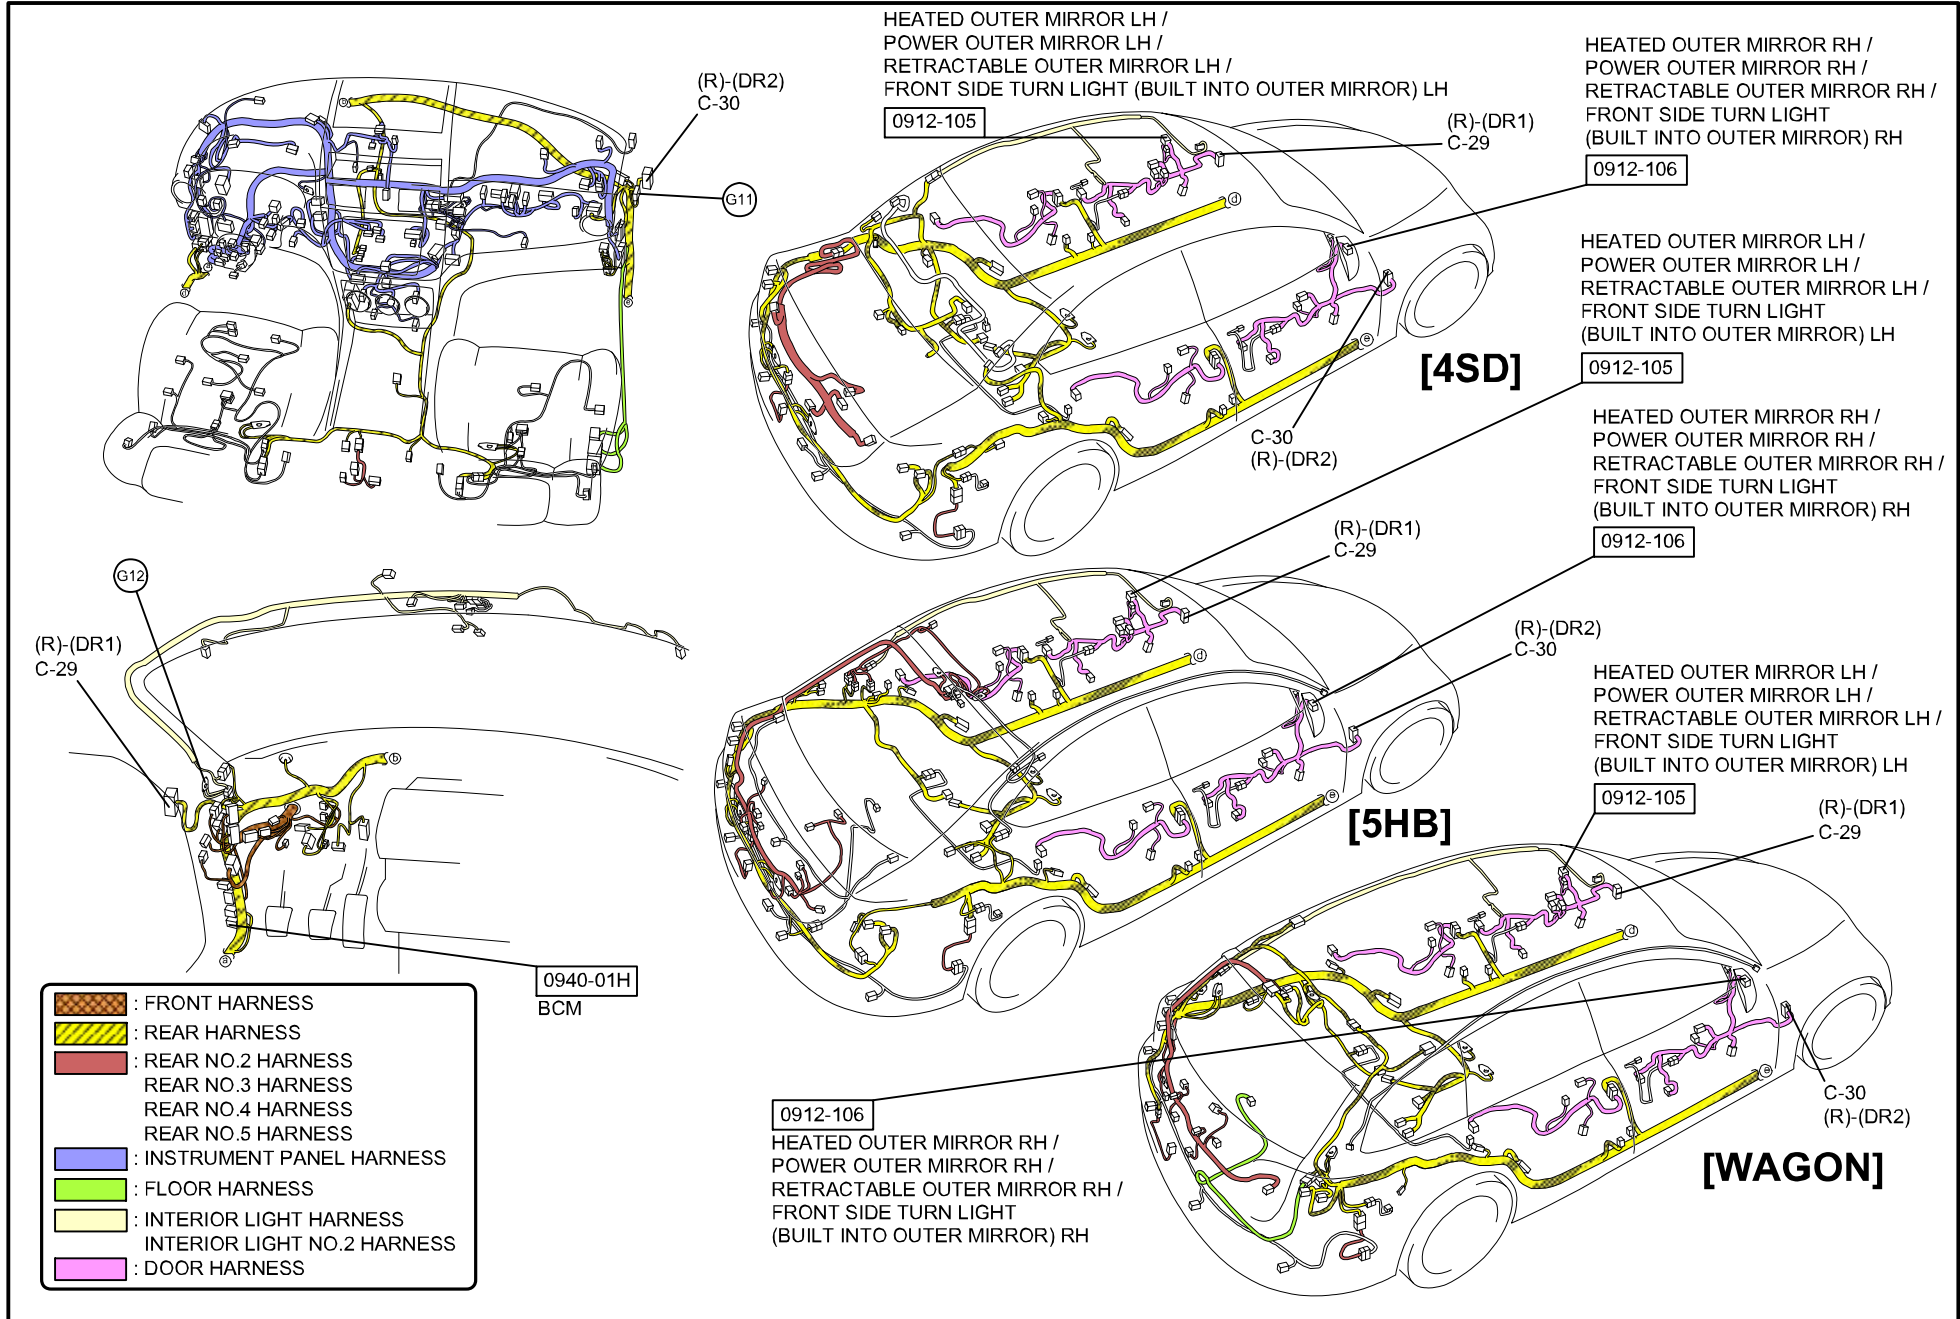 (R)-(DR2)
C-30
G11
HEATED OUTER MIRROR LH /
POWER OUTER MIRROR LH /
RETRACTABLE OUTER MIRROR LH /
FRONT SIDE TURN LIGHT (BUILT INTO OUTER MIRROR) LH
0912-105
(R)-(DR1)
C-29
HEATED OUTER MIRROR RH /
POWER OUTER MIRROR RH /
RETRACTABLE OUTER MIRROR RH /
FRONT SIDE TURN LIGHT
(BUILT INTO OUTER MIRROR) RH
0912-106
[4SD]
C-30
(R)-(DR2)
HEATED OUTER MIRROR LH /
POWER OUTER MIRROR LH /
RETRACTABLE OUTER MIRROR LH /
FRONT SIDE TURN LIGHT
(BUILT INTO OUTER MIRROR) LH
0912-105
HEATED OUTER MIRROR RH /
POWER OUTER MIRROR RH /
RETRACTABLE OUTER MIRROR RH /
FRONT SIDE TURN LIGHT
(BUILT INTO OUTER MIRROR) RH
0912-106
(R)-(DR1)
C-29
(R)-(DR2)
C-30
[5HB]
G12
(R)-(DR1)
C-29
b
a
0940-01H
BCM
HEATED OUTER MIRROR LH /
POWER OUTER MIRROR LH /
RETRACTABLE OUTER MIRROR LH /
FRONT SIDE TURN LIGHT
(BUILT INTO OUTER MIRROR) LH
0912-105
(R)-(DR1)
C-29
C-30
(R)-(DR2)
[WAGON]
0912-106
HEATED OUTER MIRROR RH /
POWER OUTER MIRROR RH /
RETRACTABLE OUTER MIRROR RH /
FRONT SIDE TURN LIGHT
(BUILT INTO OUTER MIRROR) RH
: FRONT HARNESS
: REAR HARNESS
: REAR NO.2 HARNESS
REAR NO.3 HARNESS
REAR NO.4 HARNESS
REAR NO.5 HARNESS
: INSTRUMENT PANEL HARNESS
: FLOOR HARNESS
: INTERIOR LIGHT HARNESS
INTERIOR LIGHT NO.2 HARNESS
: DOOR HARNESS
d
e
d
e
d
e